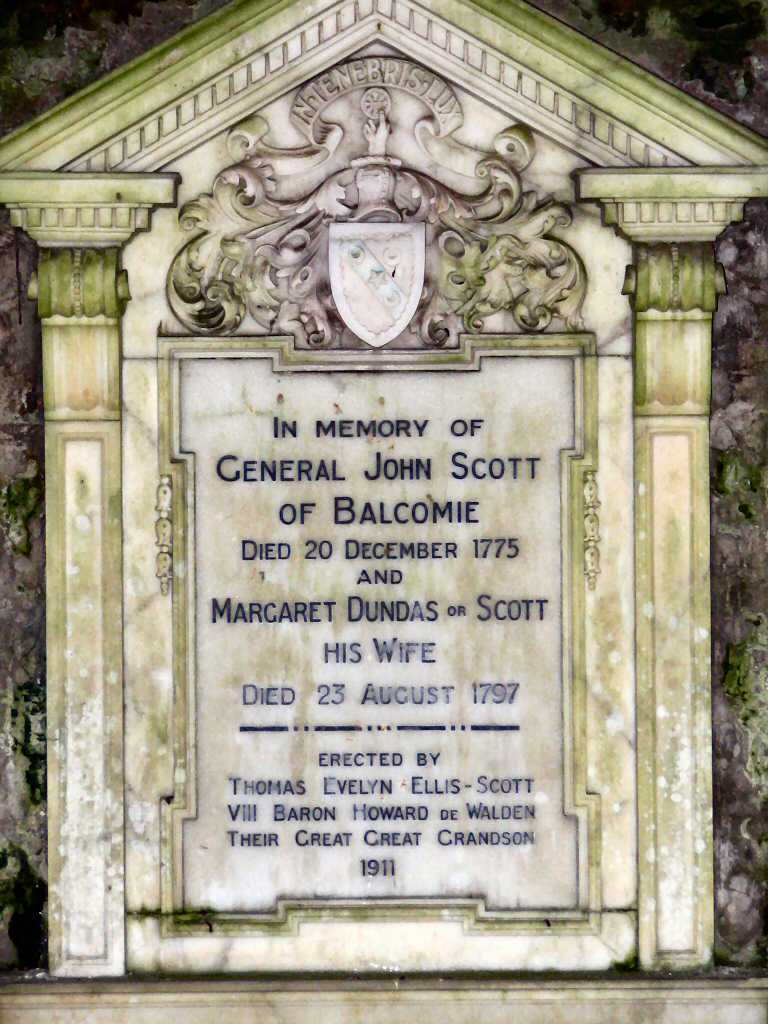 IN TENEBRIS LUX
IN MEMORY OF
GENERAL JOHN SCOTT
OF BALCOMIE
DIED 20 DECEMBER 1775
AND
MARGARET DUNDAS OR SCOTT
HIS WIFE
DIED 23 AUGUST 1797
ERECTED BY
THOMAS EVELYN ELLIS-SCOTT
VIII BARON HOWARD DE WALDEN
THEIR GREAT GREAT GRANDSON
1911